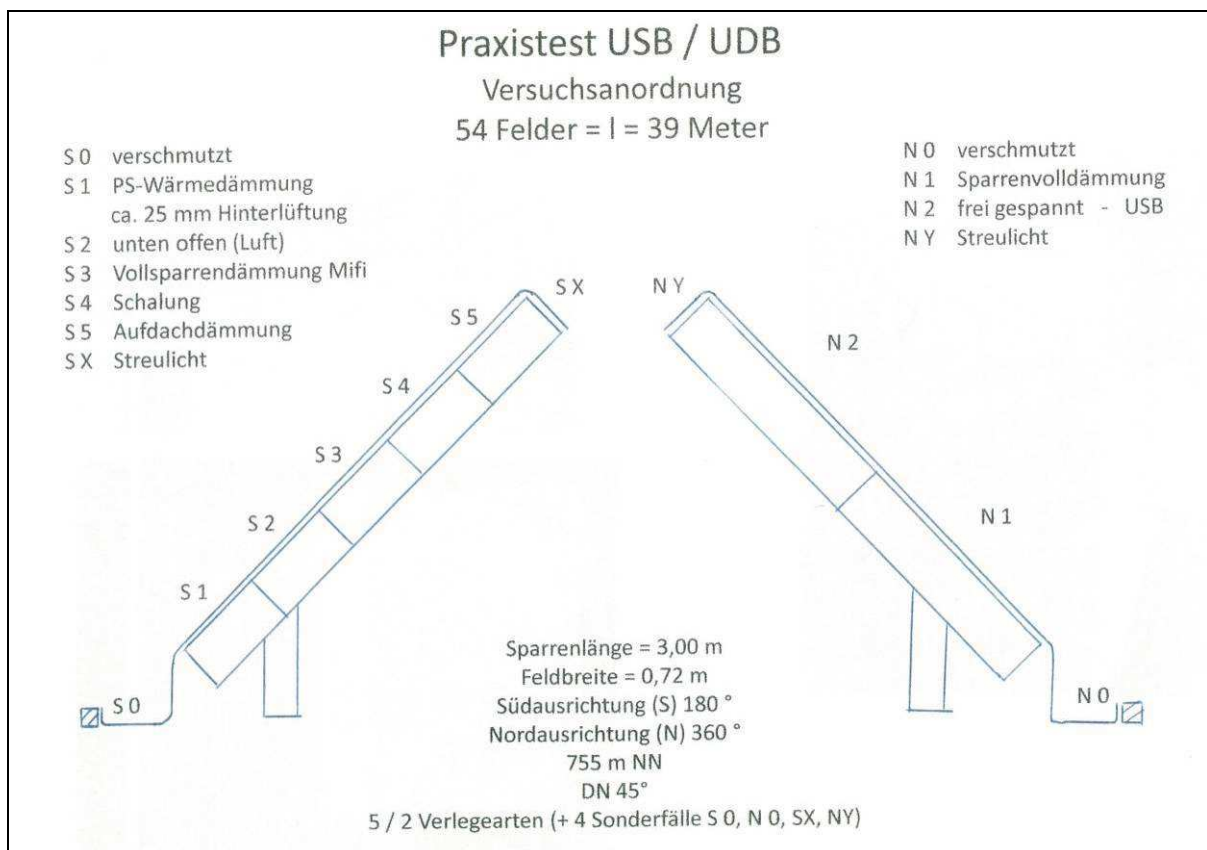 Praxistest USB / UDB
Versuchsanordnung
54 Felder = l = 39 Meter
S 0 verschmutzt
S 1 PS-Wärmedämmung
ca. 25 mm Hinterlüftung
S 2 unten offen (Luft)
S 3 Vollsparrendämmung Mifi
S 4 Schalung
S 5 Aufdachdämmung
S X Streulicht
N 0 verschmutzt
N 1 Sparrenvolldämmung
N 2 frei gespannt - USB
N Y Streulicht
S X
N Y
S 5
N 2
S 4
S 3
S 2
N 1
S 1
S 0
N 0
Sparrenlänge = 3,00 m
Feldbreite = 0,72 m
Südausrichtung (S) 180 °
Nordausrichtung (N) 360 °
755 m NN
DN 45°
5 / 2 Verlegearten (+ 4 Sonderfälle S 0, N 0, SX, NY)